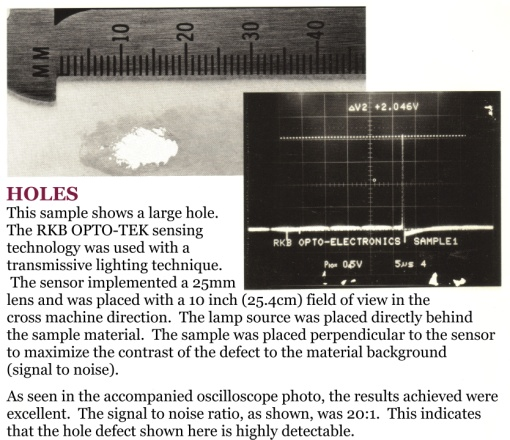 MM 10 20 30 40
ΔV2 +2.046V
RKB OPTO-ELECTRONICS SAMPLE1
5µs 4
HOLES
This sample shows a large hole.
The RKB OPTO-TEK sensing
technology was used with a
transmissive lighting technique.
The sensor implemented a 25mm
lens and was placed with a 10 inch (25.4cm) field of view in the
cross machine direction.  The lamp source was placed directly behind
the sample material.  The sample was placed perpendicular to the sensor
to maximize the contrast of the defect to the material background
(signal to noise).
As seen in the accompanied oscilloscope photo, the results achieved were
excellent.  The signal to noise ratio, as shown, was 20:1.  This indicates
that the hole defect shown here is highly detectable.